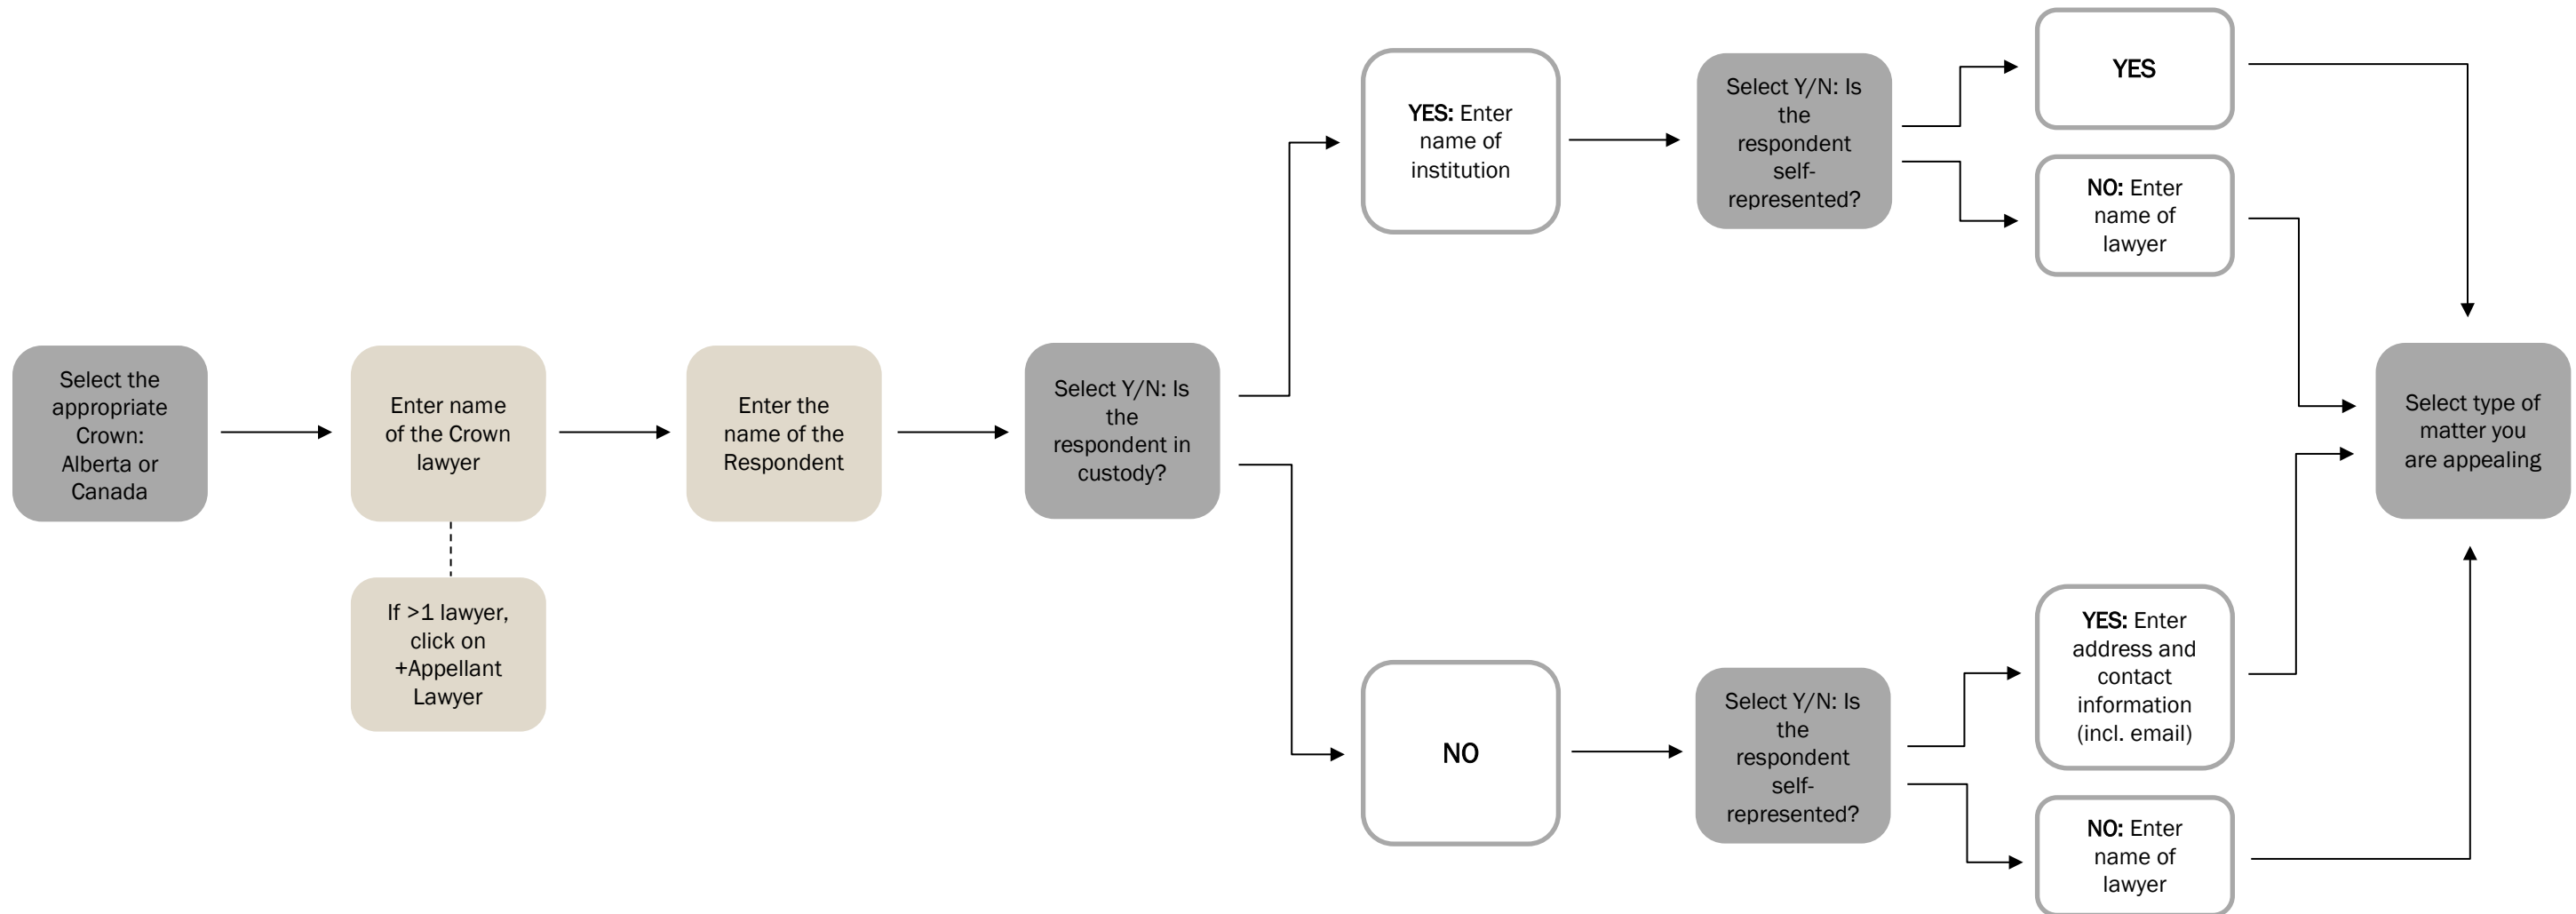 Select the
appropriate
Crown:
Alberta or
Canada
Enter name
of the Crown
lawyer
If >1 lawyer,
click on
+Appellant
Lawyer
Enter the
name of the
Respondent
Select Y/N: Is
the
respondent in
custody?
YES: Enter
name of
institution
Select Y/N: Is
the
respondent
self-
represented?
YES
NO: Enter
name of
lawyer
NO
Select Y/N: Is
the
respondent
self-
represented?
YES: Enter
address and
contact
information
(incl. email)
NO: Enter
name of
lawyer
Select type of
matter you
are appealing